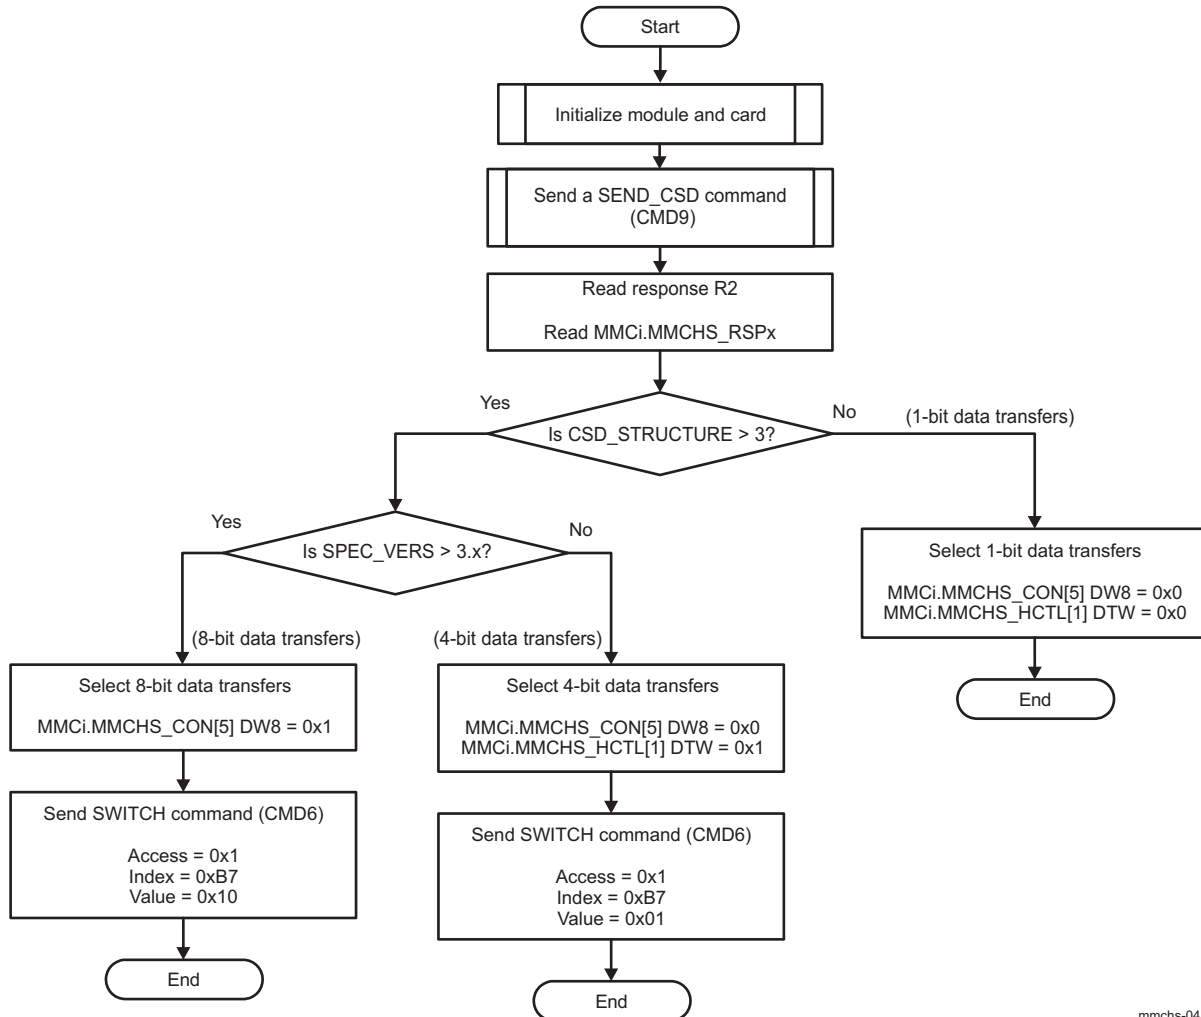 Start
Initialize module and card
Send a SEND_CSD command
(CMD9)
Read response R2
Read MMCi.MMCHS_RSPx
Yes
No
(1-bit data transfers)
Is CSD_STRUCTURE > 3?
Yes
No
Is SPEC_VERS > 3.x?
Select 1-bit data transfers
MMCi.MMCHS_CON[5] DW8 = 0x0
MMCi.MMCHS_HCTL[1] DTW = 0x0
End
(8-bit data transfers)
(4-bit data transfers)
Select 8-bit data transfers
MMCi.MMCHS_CON[5] DW8 = 0x1
Select 4-bit data transfers
MMCi.MMCHS_CON[5] DW8 = 0x0
MMCi.MMCHS_HCTL[1] DTW = 0x1
Send SWITCH command (CMD6)
Access = 0x1
Index = 0xB7
Value = 0x10
Send SWITCH command (CMD6)
Access = 0x1
Index = 0xB7
Value = 0x01
End
End
mmchs-04